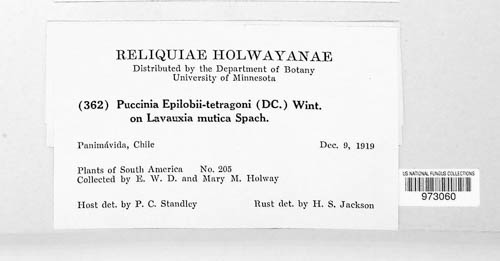 RELIQUIAE HOLWAYANAE
Distributed by the Department of Botany
University of Minnesota
(362) Puccinia Epilobii-tetragoni (DC.) Wint.
on Lavauxia mutica Spach.
Panimávida, Chile Dec. 9, 1919
Plants of South America No. 205
Collected by E. W. D. and Mary M. Holway
Host det. by P. C. Standley Rust det. by H. S. Jackson
US NATIONAL FUNGUS COLLECTIONS
973060